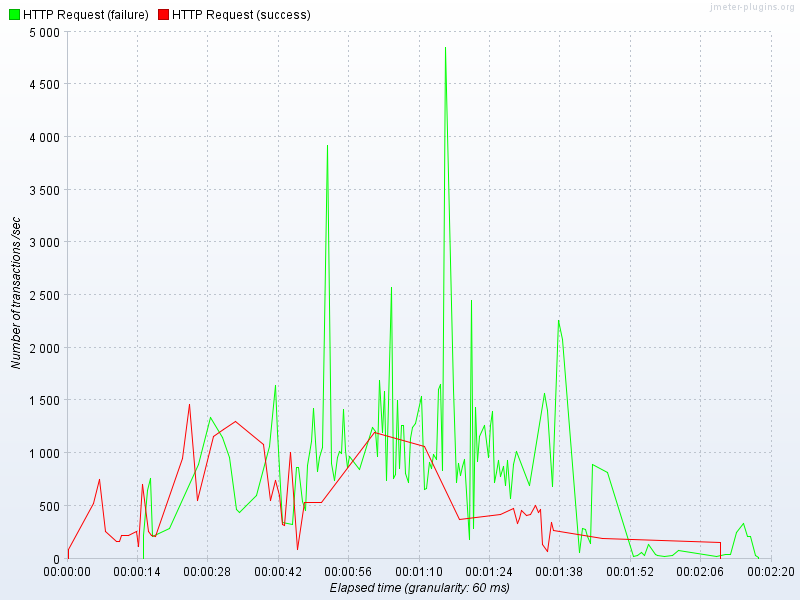 jmeter-plugins.org
HTTP Request (failure) HTTP Request (success)
5 000
4 500
4 000
3 500
3 000
2 500
2 000
1 500
1 000
500
0
Number of transactions /sec
00:00:00 00:00:14 00:00:28 00:00:42 00:00:56 00:01:10 00:01:24 00:01:38 00:01:52 00:02:06 00:02:20
Elapsed time (granularity: 60 ms)